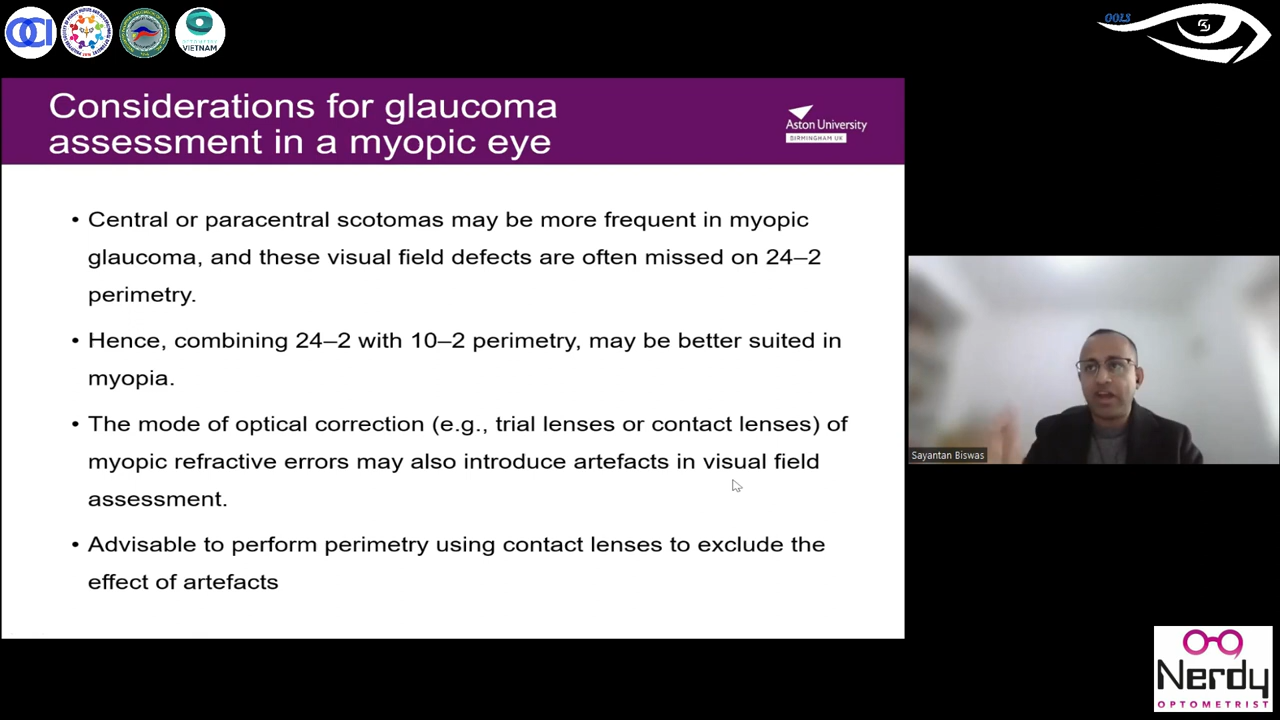 OCI
OPTOMETRY
VIETNAM
OOLS
Considerations for glaucoma
assessment in a myopic eye
Aston University
BIRMINGHAM UK
• Central or paracentral scotomas may be more frequent in myopic
glaucoma, and these visual field defects are often missed on 24–2
perimetry.
• Hence, combining 24–2 with 10–2 perimetry, may be better suited in
myopia.
• The mode of optical correction (e.g., trial lenses or contact lenses) of
myopic refractive errors may also introduce artefacts in visual field
assessment.
• Advisable to perform perimetry using contact lenses to exclude the
effect of artefacts
Sayantan Biswas
Nerdy
OPTOMETRIST